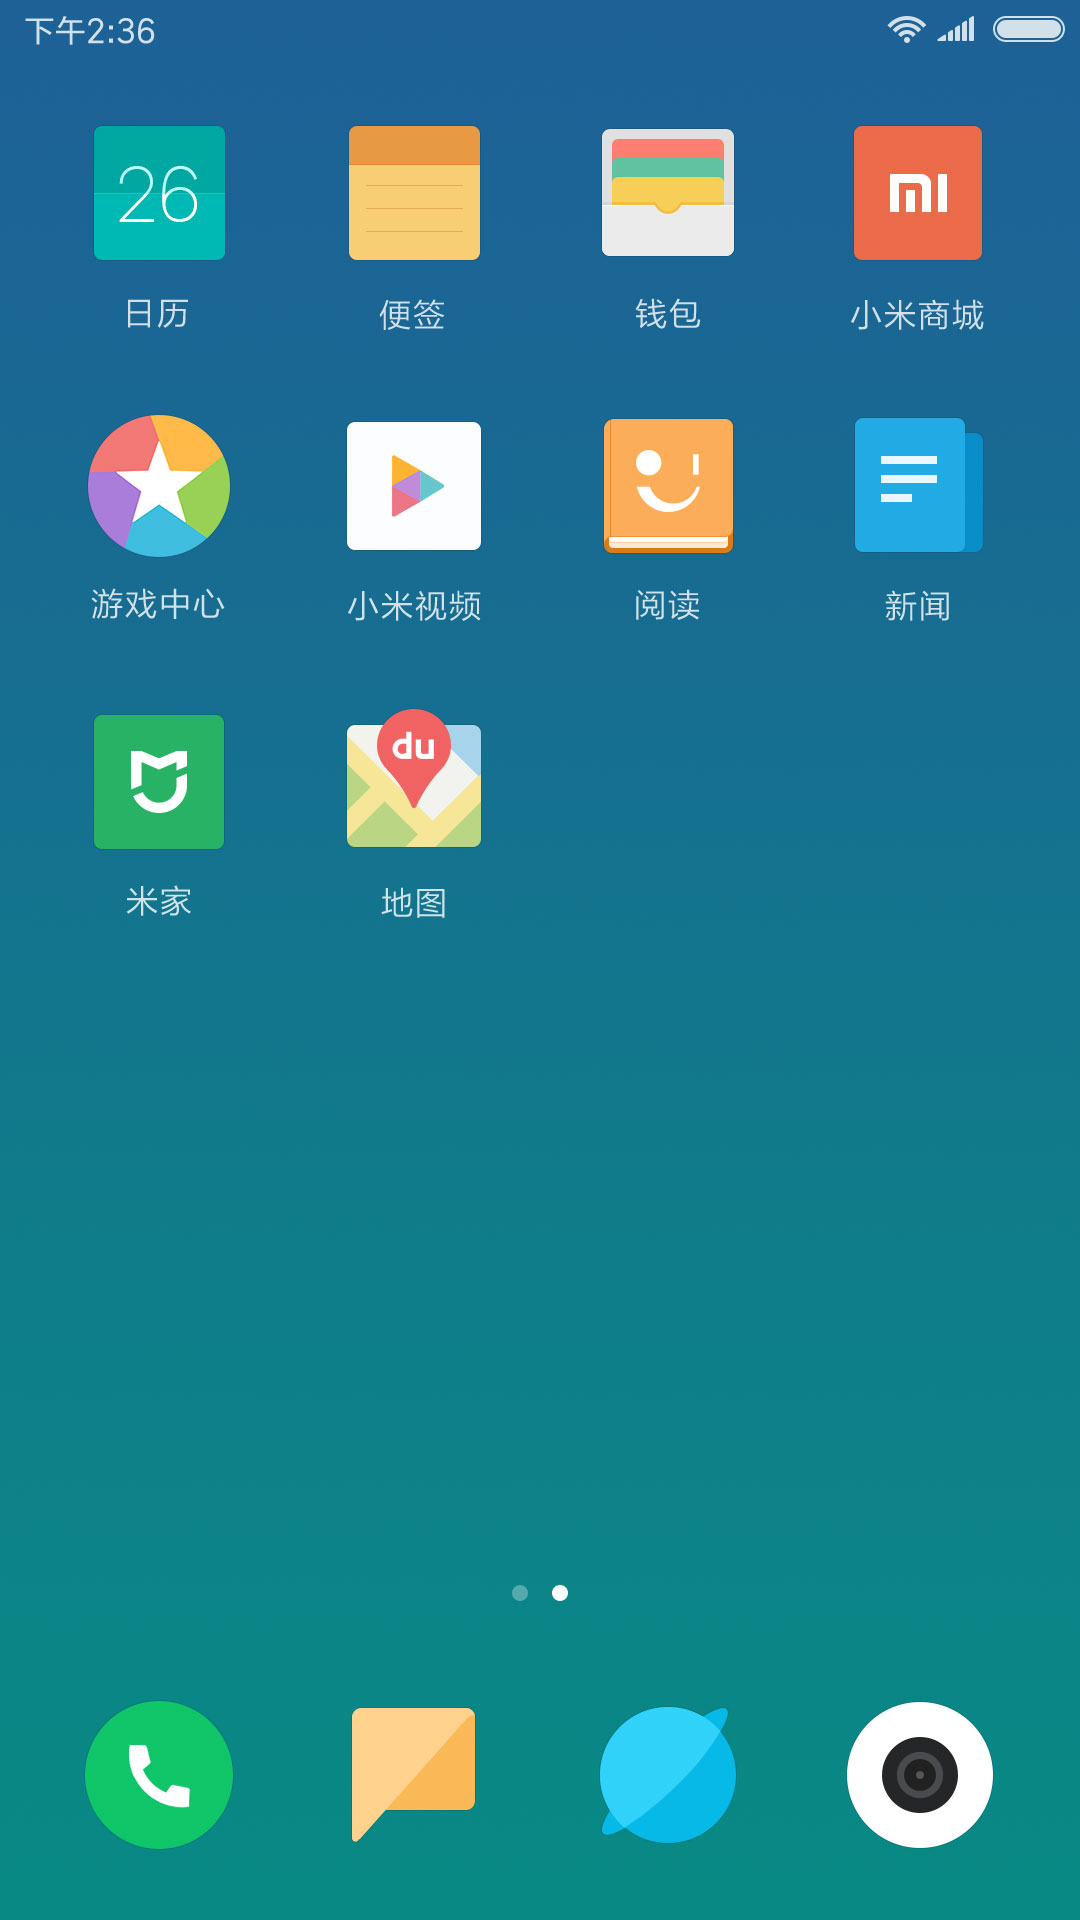 下午2:36
26
mi
日历 便签 钱包 小米商城
游戏中心 小米视频 阅读 新闻
du
米家 地图